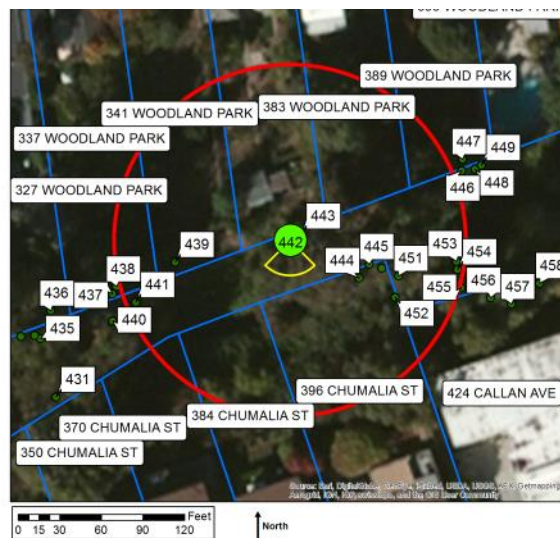 389 WOODLAND PARK
341 WOODLAND PARK
383 WOODLAND PARK
337 WOODLAND PARK
327 WOODLAND PARK
447
449
446
448
443
442
439
444
445
451
453
454
455
456
458
457
452
438
441
436
437
440
435
431
396 CHUMALIA ST
424 CALLAN AVE
384 CHUMALIA ST
370 CHUMALIA ST
350 CHUMALIA ST
Feet
0 15 30 60 90 120
North